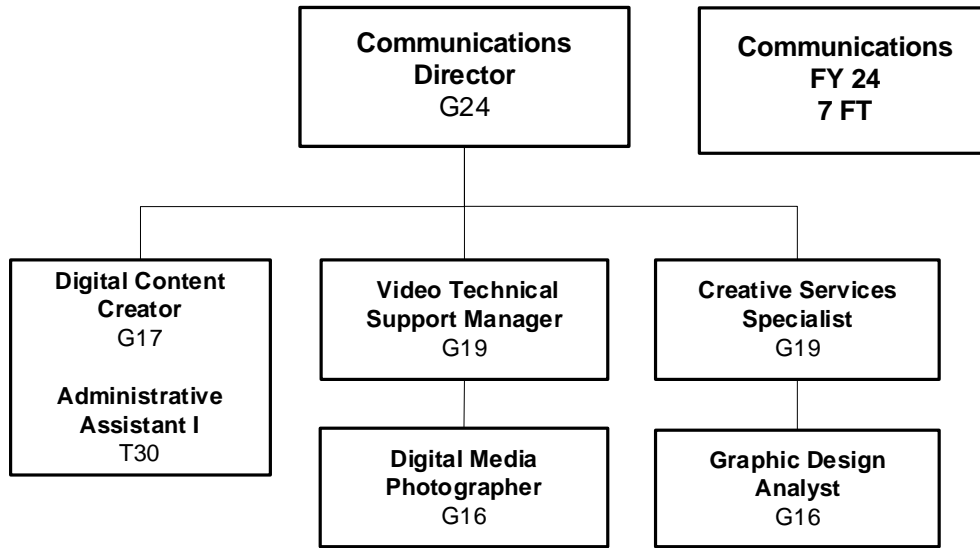 Communications
Director
G24
Communications
FY 24
7 FT
Digital Content
Creator
G17
Administrative
Assistant I
T30
Video Technical
Support Manager
G19
Creative Services
Specialist
G19
Digital Media
Photographer
G16
Graphic Design
Analyst
G16